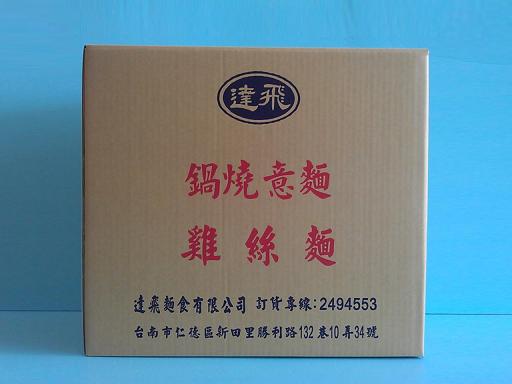 達飛
鍋燒意麵
雞絲麵
達飛麵食有限公司 訂貨專線:2494553
台南市仁德區新田里勝利路132巷10弄34號